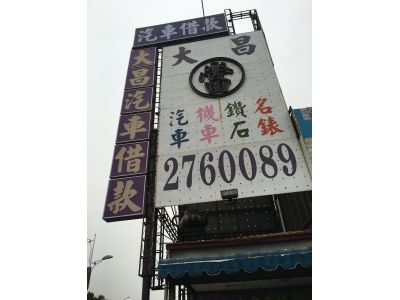 汽車借款
大昌汽車借款
大昌
當
汽車 機車 鑽石 名錶
2760089